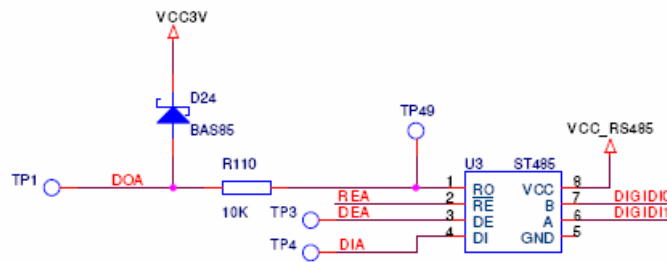 VCC3V
D24
BAS85
TP49
VCC_RS485
U3 ST485
R110
TP1 DOA
1 RO VCC 8
REA 2 RE B 7 DIGIDI0
10K TP3 DEA 3 DE A 6 DIGIDI1
TP4 DIA 4 DI GND 5